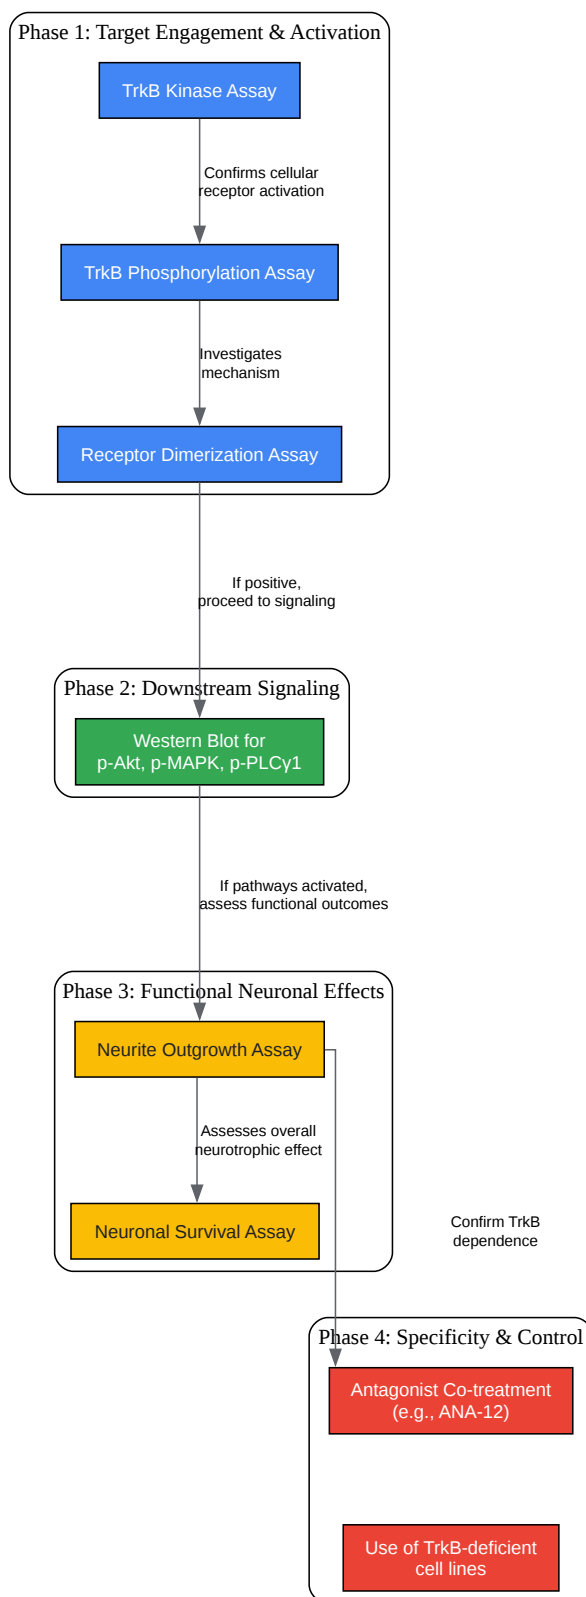 Phase 1: Target Engagement & Activation
TrkB Kinase Assay
Confirms cellular
receptor activation
TrkB Phosphorylation Assay
Investigates
mechanism
Receptor Dimerization Assay
If positive,
proceed to signaling
Phase 2: Downstream Signaling
Western Blot for
p-Akt, p-MAPK, p-PLCγ1
If pathways activated,
assess functional outcomes
Phase 3: Functional Neuronal Effects
Neurite Outgrowth Assay
Assesses overall
neurotrophic effect
Neuronal Survival Assay
Confirm TrkB
dependence
Phase 4: Specificity & Control
Antagonist Co-treatment
(e.g., ANA-12)
Use of TrkB-deficient
cell lines